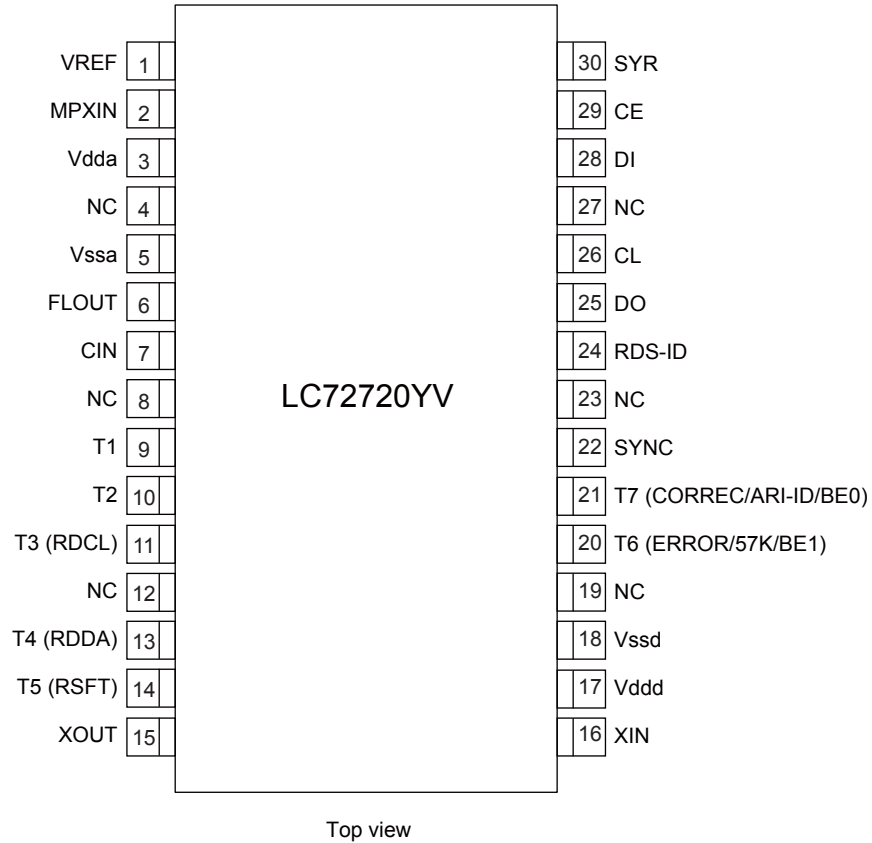 VREF 1
MPXIN 2
Vdda 3
NC 4
Vssa 5
FLOUT 6
CIN 7
NC 8
T1 9
T2 10
T3 (RDCL) 11
NC 12
T4 (RDDA) 13
T5 (RSFT) 14
XOUT 15
LC72720YV
30 SYR
29 CE
28 DI
27 NC
26 CL
25 DO
24 RDS-ID
23 NC
22 SYNC
21 T7 (CORREC/ARI-ID/BE0)
20 T6 (ERROR/57K/BE1)
19 NC
18 Vssd
17 Vddd
16 XIN
Top view